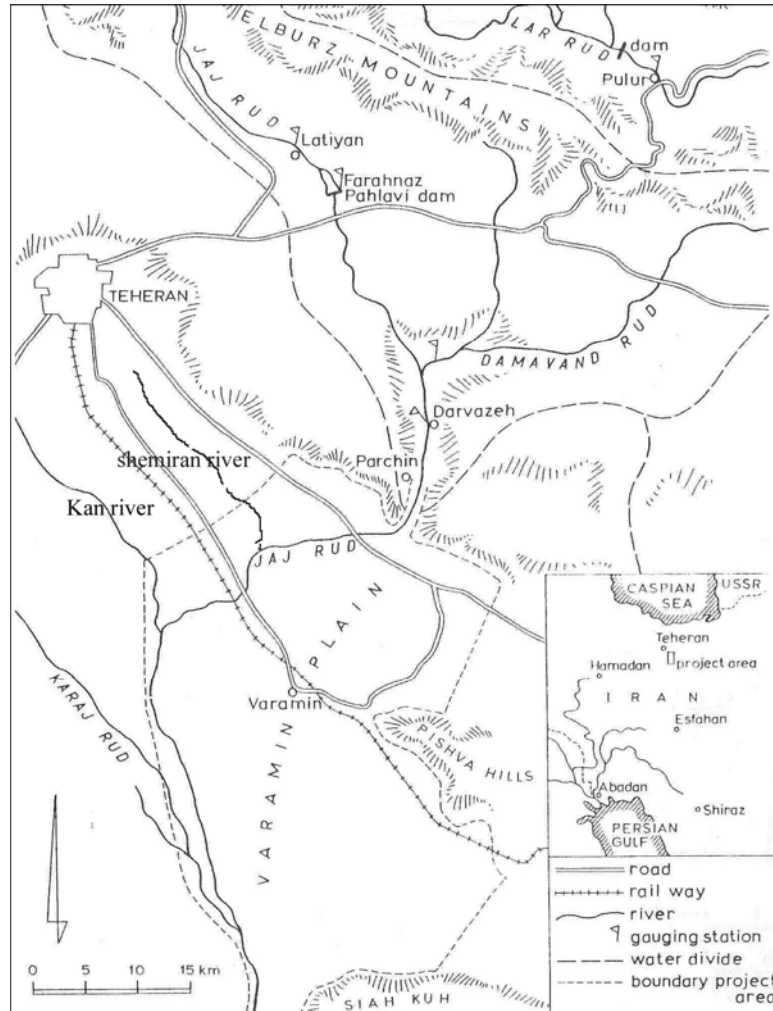 LAR RUD
dam
Pulur
ELBURZ MOUNTAINS
JAJ RUD
Latiyan
Farahnaz
Pahlavi dam
TEHERAN
DAMAVAND RUD
Darvazeh
Parchin
shemiran river
Kan river
JAJ RUD
KARAJ RUD
VARAMIN PLAIN
Varamin
PISHVA HILLS
SIAH KUH
0 5 10 15 km
CASPIAN
SEA
USSR
Teheran
project area
Hamadan
IRAN
Esfahan
Abadan
Shiraz
PERSIAN
GULF
road
rail way
river
gauging station
water divide
boundary project
area